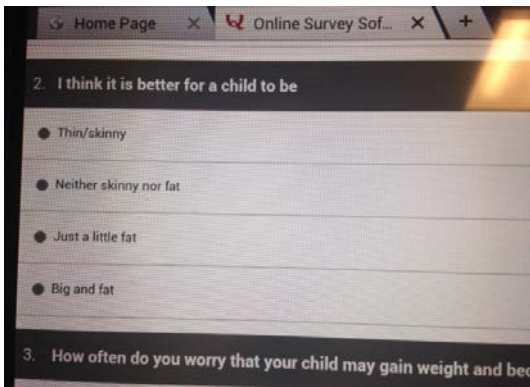 Home Page
Online Survey Sof...
2. I think it is better for a child to be
Thin/skinny
Neither skinny nor fat
Just a little fat
Big and fat
3. How often do you worry that your child may gain weight and